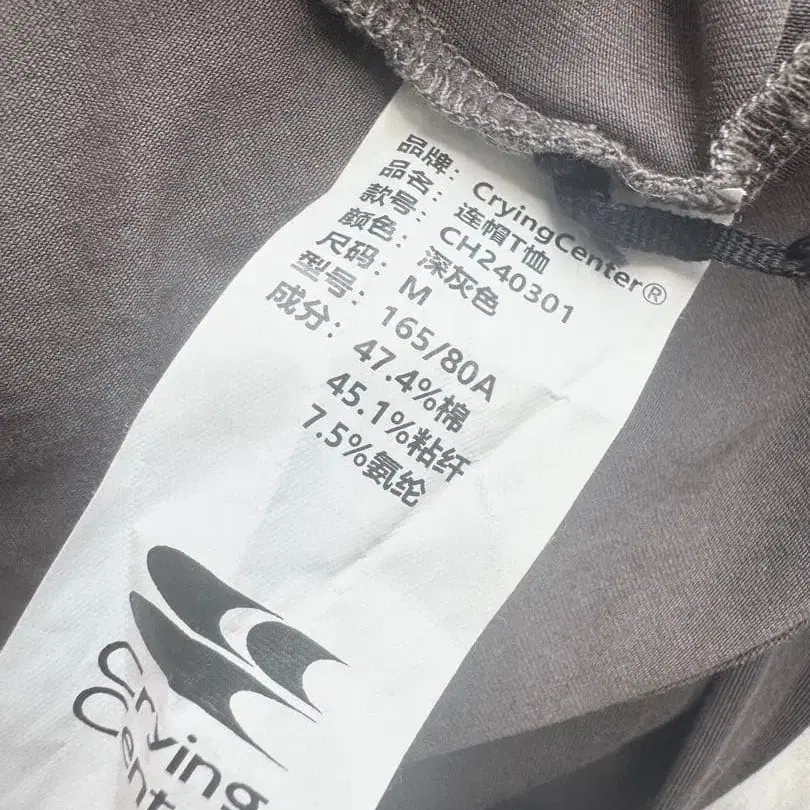 品牌：CryingCenter®
品名：连帽T恤
款号：CH240301
颜色：深灰色
尺码：M
型号：165/80A
成分：47.4%棉
45.1%粘纤
7.5%氨纶
Crying
Cent